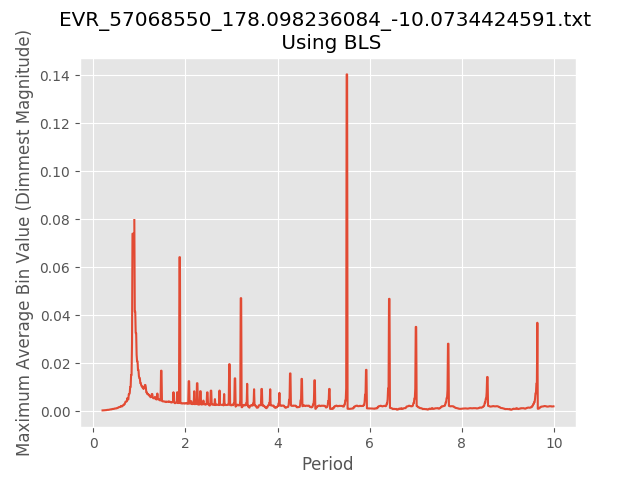 EVR_57068550_178.098236084_-10.0734424591.txt
Using BLS
Maximum Average Bin Value (Dimmest Magnitude)
0.14
0.12
0.10
0.08
0.06
0.04
0.02
0.00
0 2 4 6 8 10
Period